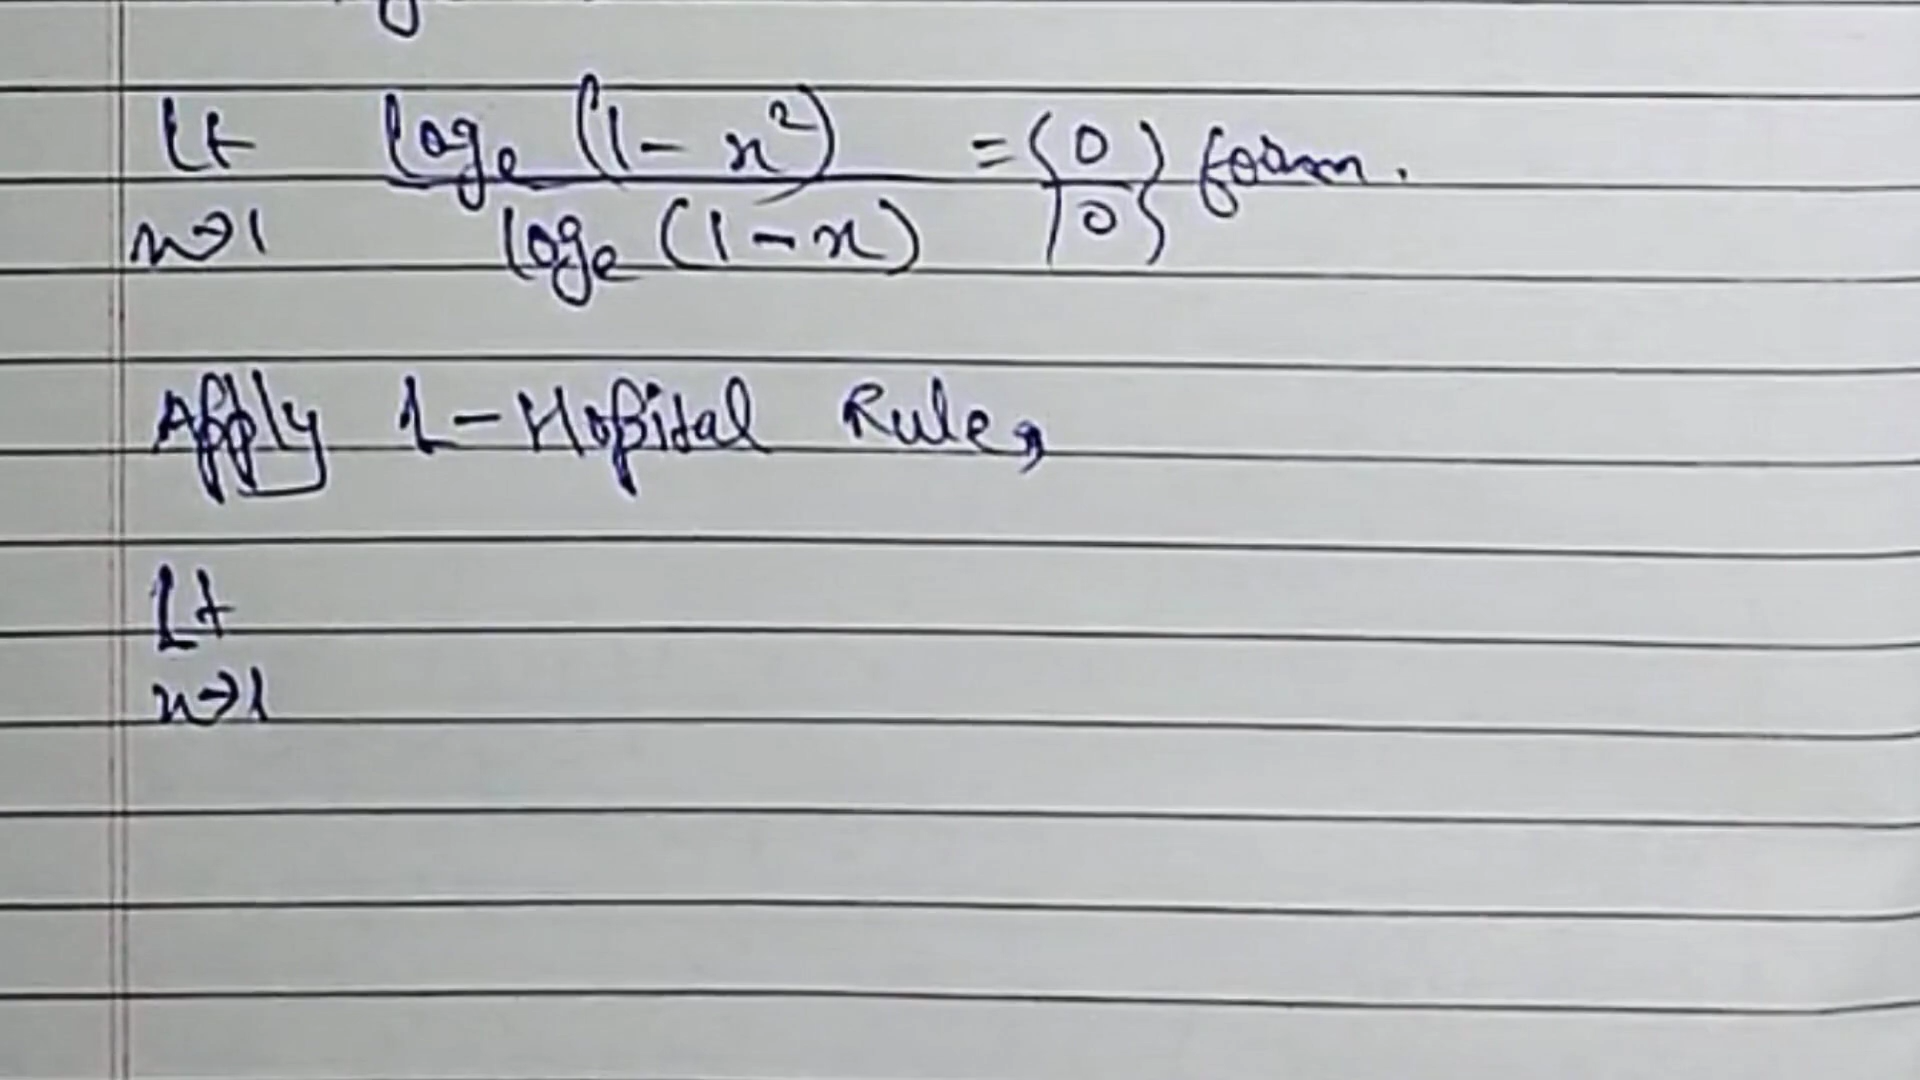 Lt logₑ (1 - x²) = {0} form.
x→1 logₑ (1 - x) {0}
Apply L-Hopital Rule,
Lt
x→1